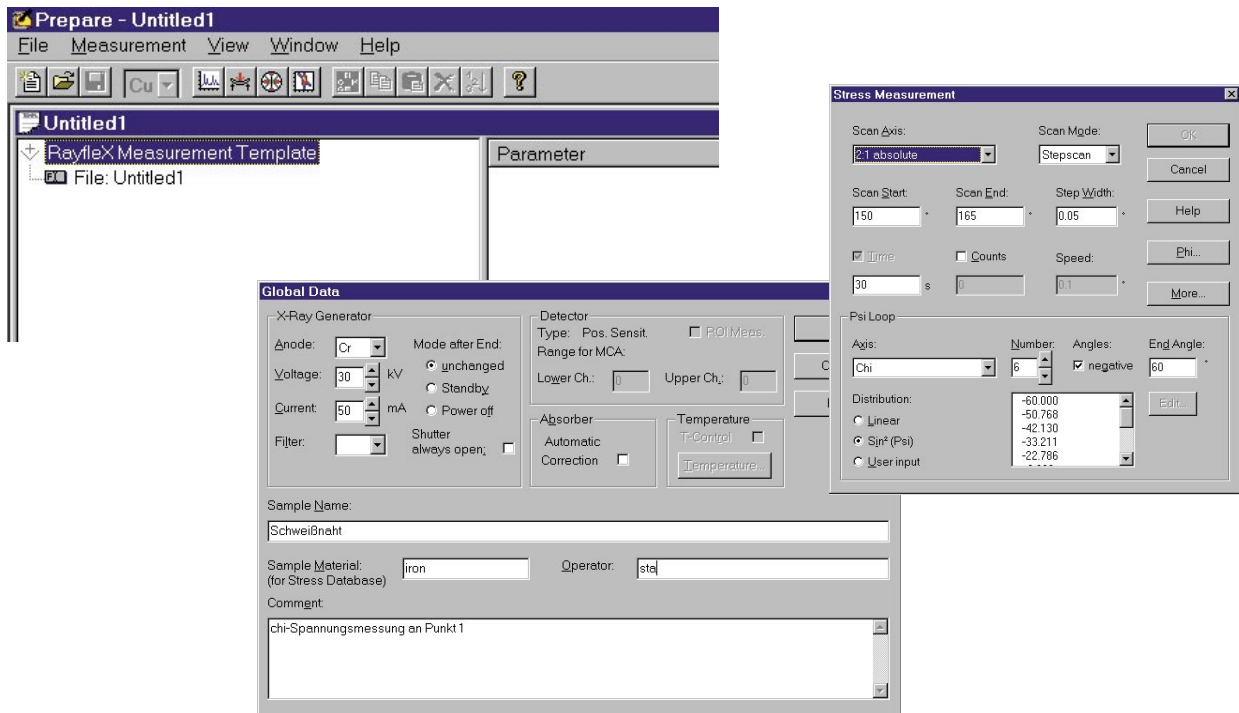 Prepare - Untitled1
File Measurement View Window Help
Cu
Untitled1
RayfleX Measurement Template
File: Untitled1
Parameter
Global Data
X-Ray Generator
Anode: Cr
Voltage: 30 kV
Current: 50 mA
Filter:
Mode after End:
unchanged
Standby
Power off
Shutter
always open:
Detector
Type: Pos. Sensit.
ROI Meas.
Range for MCA:
Lower Ch.: 0 Upper Ch.: 0
Absorber
Automatic
Correction
Temperature
T-Control
Temperature...
Sample Name:
Schweißnaht
Sample Material:
(for Stress Database)
iron
Operator: sta
Comment:
chi-Spannungsmessung an Punkt 1
Stress Measurement
Scan Axis: Scan Mode:
2:1 absolute Stepscan
Scan Start: Scan End: Step Width:
150 ° 165 ° 0.05 °
Time Counts Speed:
30 s 0 0.1 °
OK
Cancel
Help
Phi...
More...
Psi Loop
Axis: Number: Angles: End Angle:
Chi 6 negative 60 °
Distribution:
Linear
Sin² (Psi)
User input
-60.000
-50.768
-42.130
-33.211
-22.786
Edit...